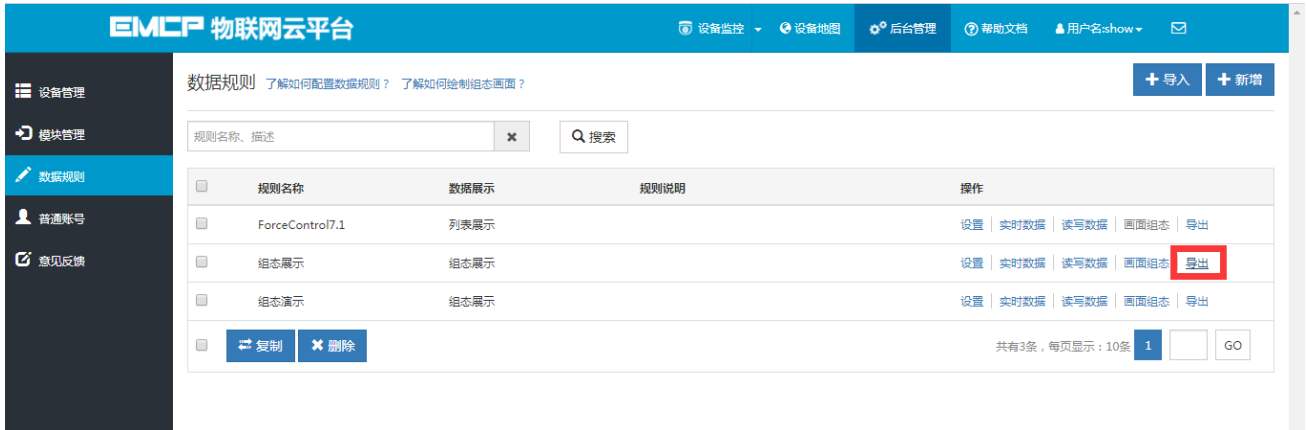 EMCP 物联网云平台
设备监控 设备地图 后台管理 帮助文档 用户名:show
设备管理
模块管理
数据规则
普通账号
意见反馈
数据规则 了解如何配置数据规则？ 了解如何绘制组态画面？
导入 新增
规则名称、描述
搜索
规则名称 数据展示 规则说明 操作
ForceControl7.1 列表展示 设置 实时数据 读写数据 画面组态 导出
组态展示 组态展示 设置 实时数据 读写数据 画面组态 导出
组态演示 组态展示 设置 实时数据 读写数据 画面组态 导出
复制 删除
共有3条，每页显示：10条 1 GO